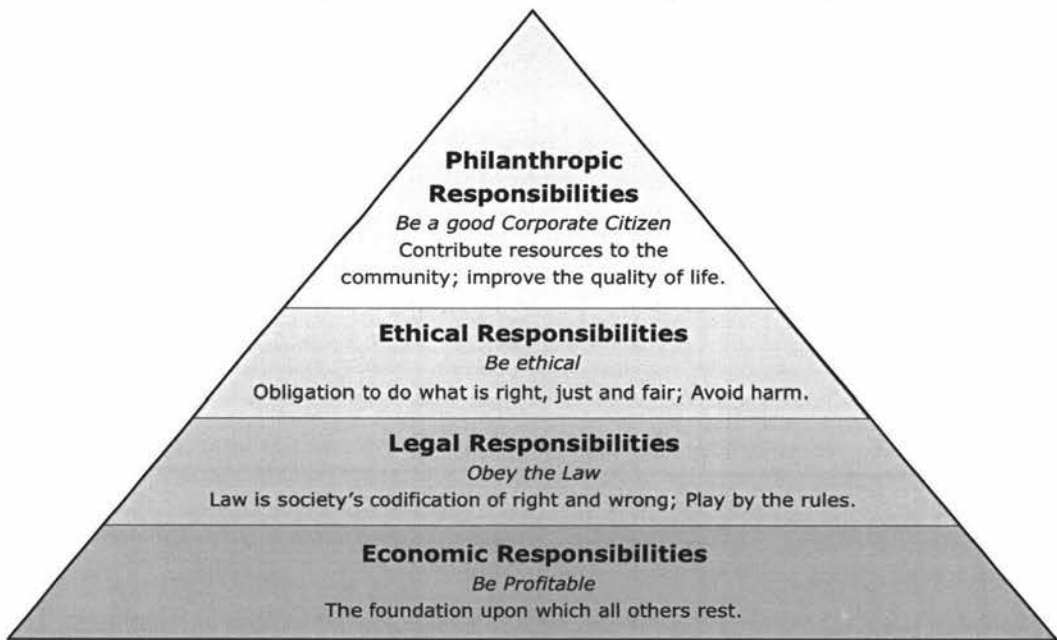 Philanthropic
Responsibilities
Be a good Corporate Citizen
Contribute resources to the
community; improve the quality of life.
Ethical Responsibilities
Be ethical
Obligation to do what is right, just and fair; Avoid harm.
Legal Responsibilities
Obey the Law
Law is society's codification of right and wrong; Play by the rules.
Economic Responsibilities
Be Profitable
The foundation upon which all others rest.